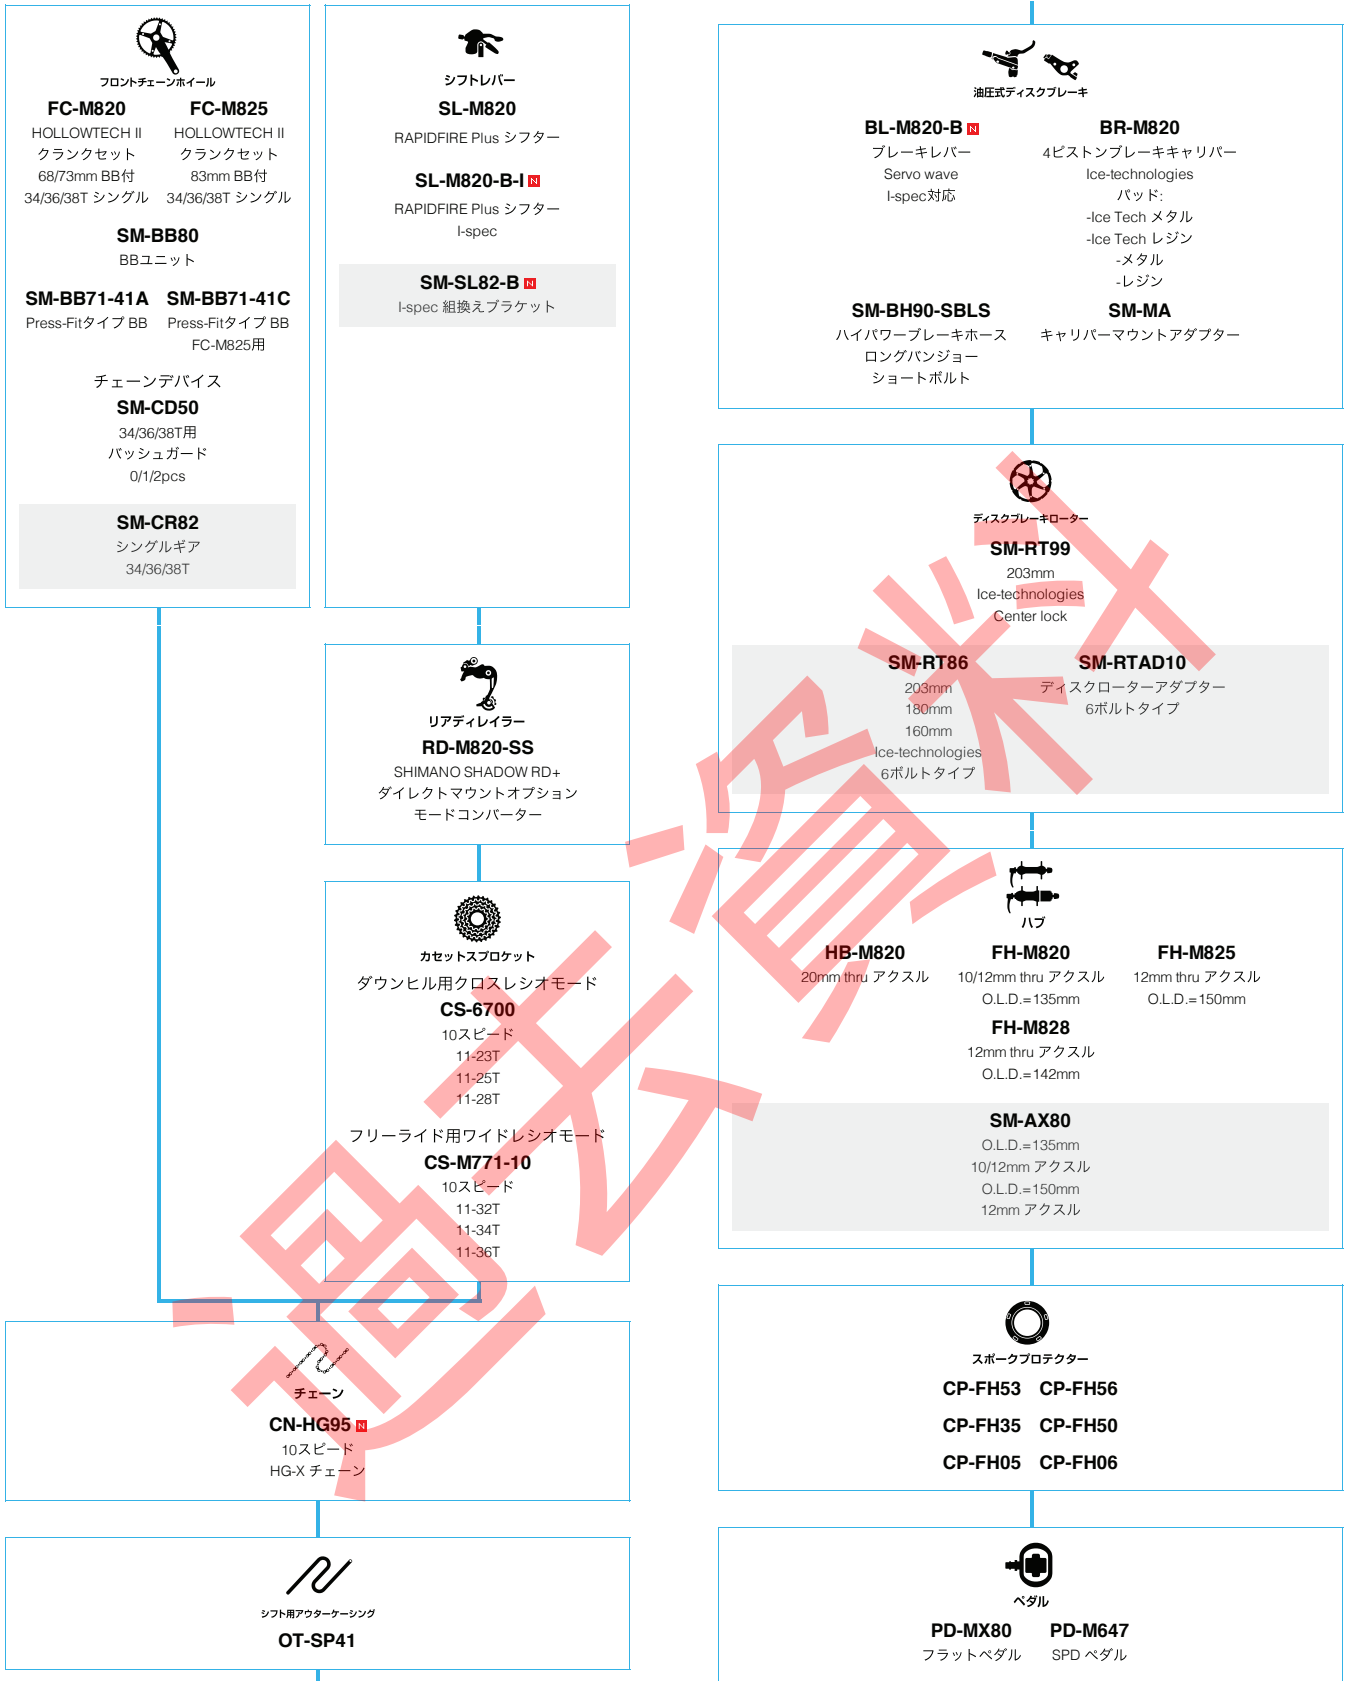 フロントチェーンホイール
FC-M820
HOLLOWTECH II
クランクセット
68/73mm BB付
34/36/38T シングル
FC-M825
HOLLOWTECH II
クランクセット
83mm BB付
34/36/38T シングル
SM-BB80
BBユニット
SM-BB71-41A
Press-Fitタイプ BB
SM-BB71-41C
Press-Fitタイプ BB
FC-M825用
チェーンデバイス
SM-CD50
34/36/38T用
バッシュガード
0/1/2pcs
SM-CR82
シングルギア
34/36/38T
シフトレバー
SL-M820
RAPIDFIRE Plus シフター
SL-M820-B-I N
RAPIDFIRE Plus シフター
I-spec
SM-SL82-B N
I-spec 組換えブラケット
リアディレイラー
RD-M820-SS
SHIMANO SHADOW RD+
ダイレクトマウントオプション
モードコンバーター
カセットスプロケット
ダウンヒル用クロスレシオモード
CS-6700
10スピード
11-23T
11-25T
11-28T
フリーライド用ワイドレシオモード
CS-M771-10
10スピード
11-32T
11-34T
11-36T
チェーン
CN-HG95 N
10スピード
HG-X チェーン
シフト用アウターケーシング
OT-SP41
油圧式ディスクブレーキ
BL-M820-B N
ブレーキレバー
Servo wave
I-spec対応
BR-M820
4ピストンブレーキキャリパー
Ice-technologies
パッド:
-Ice Tech メタル
-Ice Tech レジン
-メタル
-レジン
SM-BH90-SBLS
ハイパワーブレーキホース
ロングバンジョー
ショートボルト
SM-MA
キャリパーマウントアダプター
ディスクブレーキローター
SM-RT99
203mm
Ice-technologies
Center lock
SM-RT86
203mm
180mm
160mm
Ice-technologies
6ボルトタイプ
SM-RTAD10
ディスクローターアダプター
6ボルトタイプ
ハブ
HB-M820
20mm thru アクスル
FH-M820
10/12mm thru アクスル
O.L.D.=135mm
FH-M825
12mm thru アクスル
O.L.D.=150mm
FH-M828
12mm thru アクスル
O.L.D.=142mm
SM-AX80
O.L.D.=135mm
10/12mm アクスル
O.L.D.=150mm
12mm アクスル
スポークプロテクター
CP-FH53 CP-FH56
CP-FH35 CP-FH50
CP-FH05 CP-FH06
ペダル
PD-MX80
フラットペダル
PD-M647
SPD ペダル
過去資料